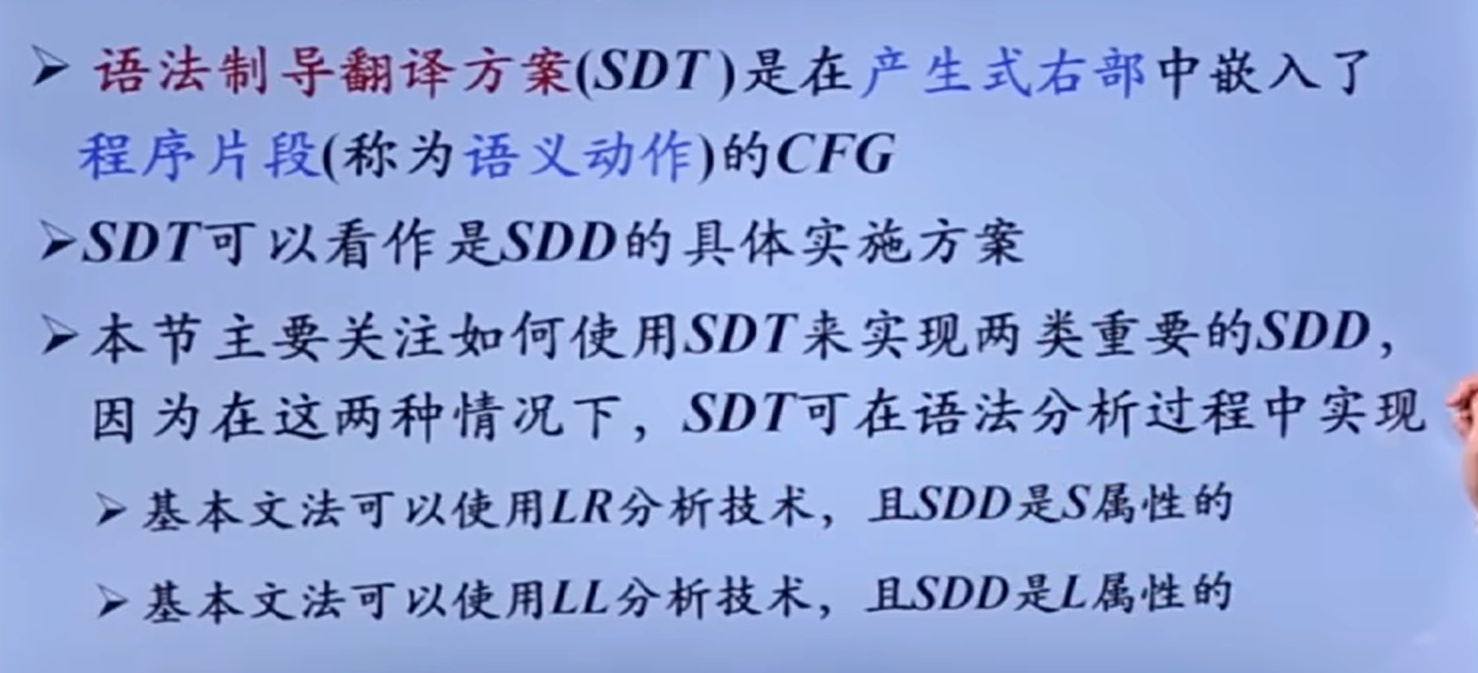 ➢ 语法制导翻译方案(SDT)是在产生式右部中嵌入了
程序片段(称为语义动作)的CFG
➢SDT可以看作是SDD的具体实施方案
➢本节主要关注如何使用SDT来实现两类重要的SDD，
因为在这两种情况下，SDT可在语法分析过程中实现
➢基本文法可以使用LR分析技术，且SDD是S属性的
➢基本文法可以使用LL分析技术，且SDD是L属性的